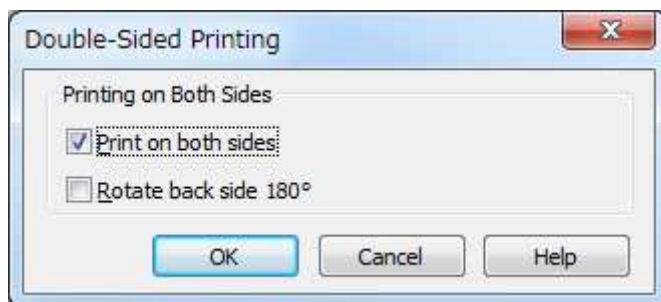 Double-Sided Printing
Printing on Both Sides
Print on both sides
Rotate back side 180°
OK Cancel Help